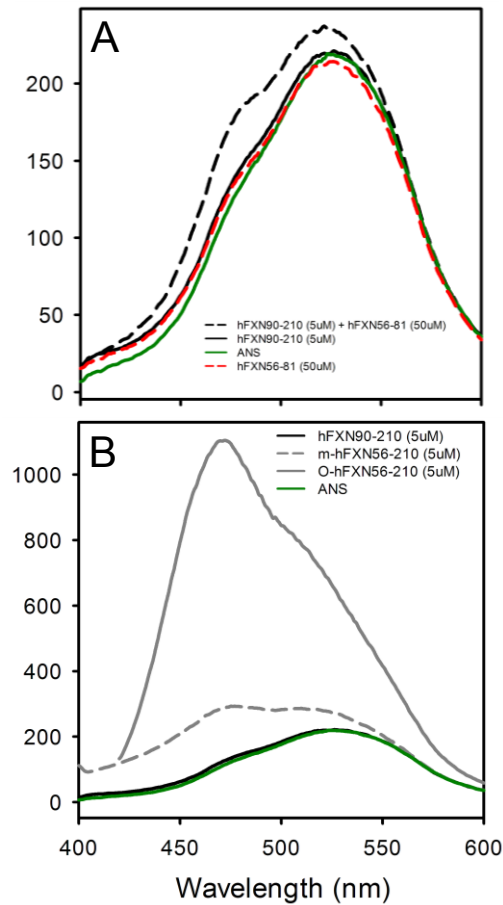 A
200
150
100
50
0
hFXN90-210 (5uM) + hFXN56-81 (50uM)
hFXN90-210 (5uM)
ANS
hFXN56-81 (50uM)
B
hFXN90-210 (5uM)
m-hFXN56-210 (5uM)
O-hFXN56-210 (5uM)
ANS
1000
800
600
400
200
0
400 450 500 550 600
Wavelength (nm)